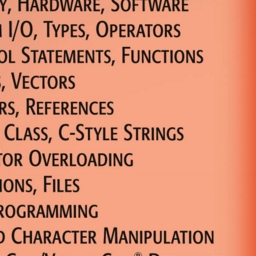 Y, HARDWARE, SOFTWARE
I/O, TYPES, OPERATORS
OL STATEMENTS, FUNCTIONS
, VECTORS
RS, REFERENCES
CLASS, C-STYLE STRINGS
TOR OVERLOADING
IONS, FILES
ROGRAMMING
D CHARACTER MANIPULATION